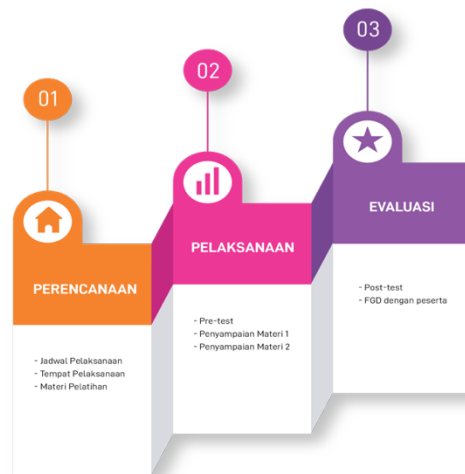 01
PERENCANAAN
- Jadwal Pelaksanaan
- Tempat Pelaksanaan
- Materi Pelatihan
02
PELAKSANAAN
- Pre-test
- Penyampaian Materi 1
- Penyampaian Materi 2
03
EVALUASI
- Post-test
- FGD dengan peserta